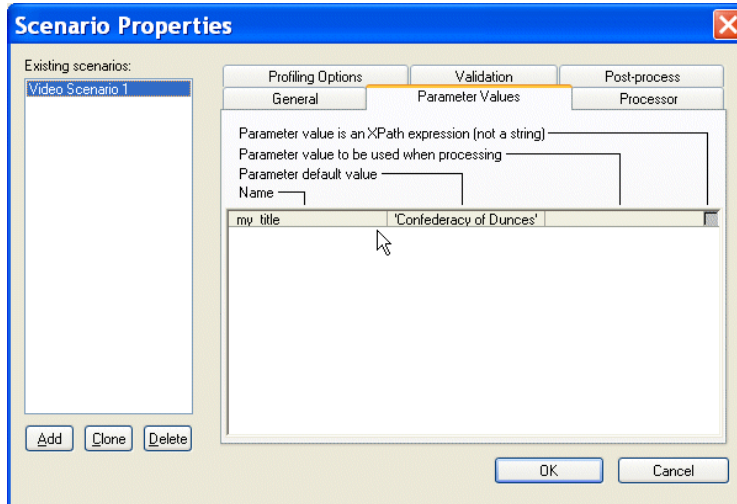 Scenario Properties
Existing scenarios:
Video Scenario 1
Profiling Options Validation Post-process
General Parameter Values Processor
Parameter value is an XPath expression (not a string)
Parameter value to be used when processing
Parameter default value
Name
my_title 'Confederacy of Dunces'
Add Clone Delete
OK Cancel